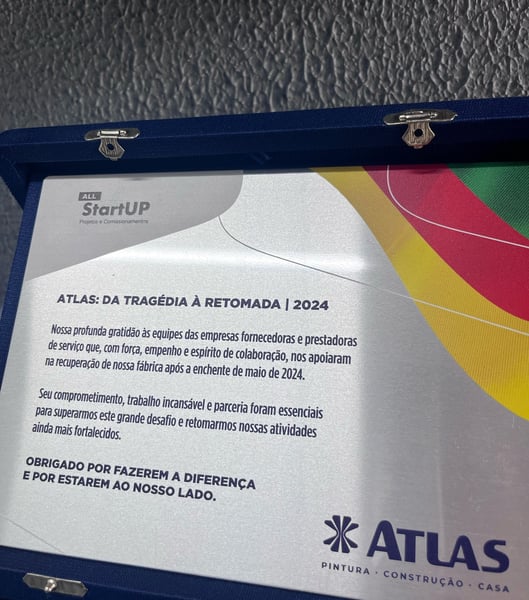 ALL
StartUP
Projetos e Comissionamentos
ATLAS: DA TRAGÉDIA À RETOMADA | 2024
Nossa profunda gratidão às equipes das empresas fornecedoras e prestadoras
de serviço que, com força, empenho e espírito de colaboração, nos apoiaram
na recuperação de nossa fábrica após a enchente de maio de 2024.
Seu comprometimento, trabalho incansável e parceria foram essenciais
para superarmos este grande desafio e retomarmos nossas atividades
ainda mais fortalecidos.
OBRIGADO POR FAZEREM A DIFERENÇA
E POR ESTAREM AO NOSSO LADO.
ATLAS
PINTURA · CONSTRUÇÃO · CASA